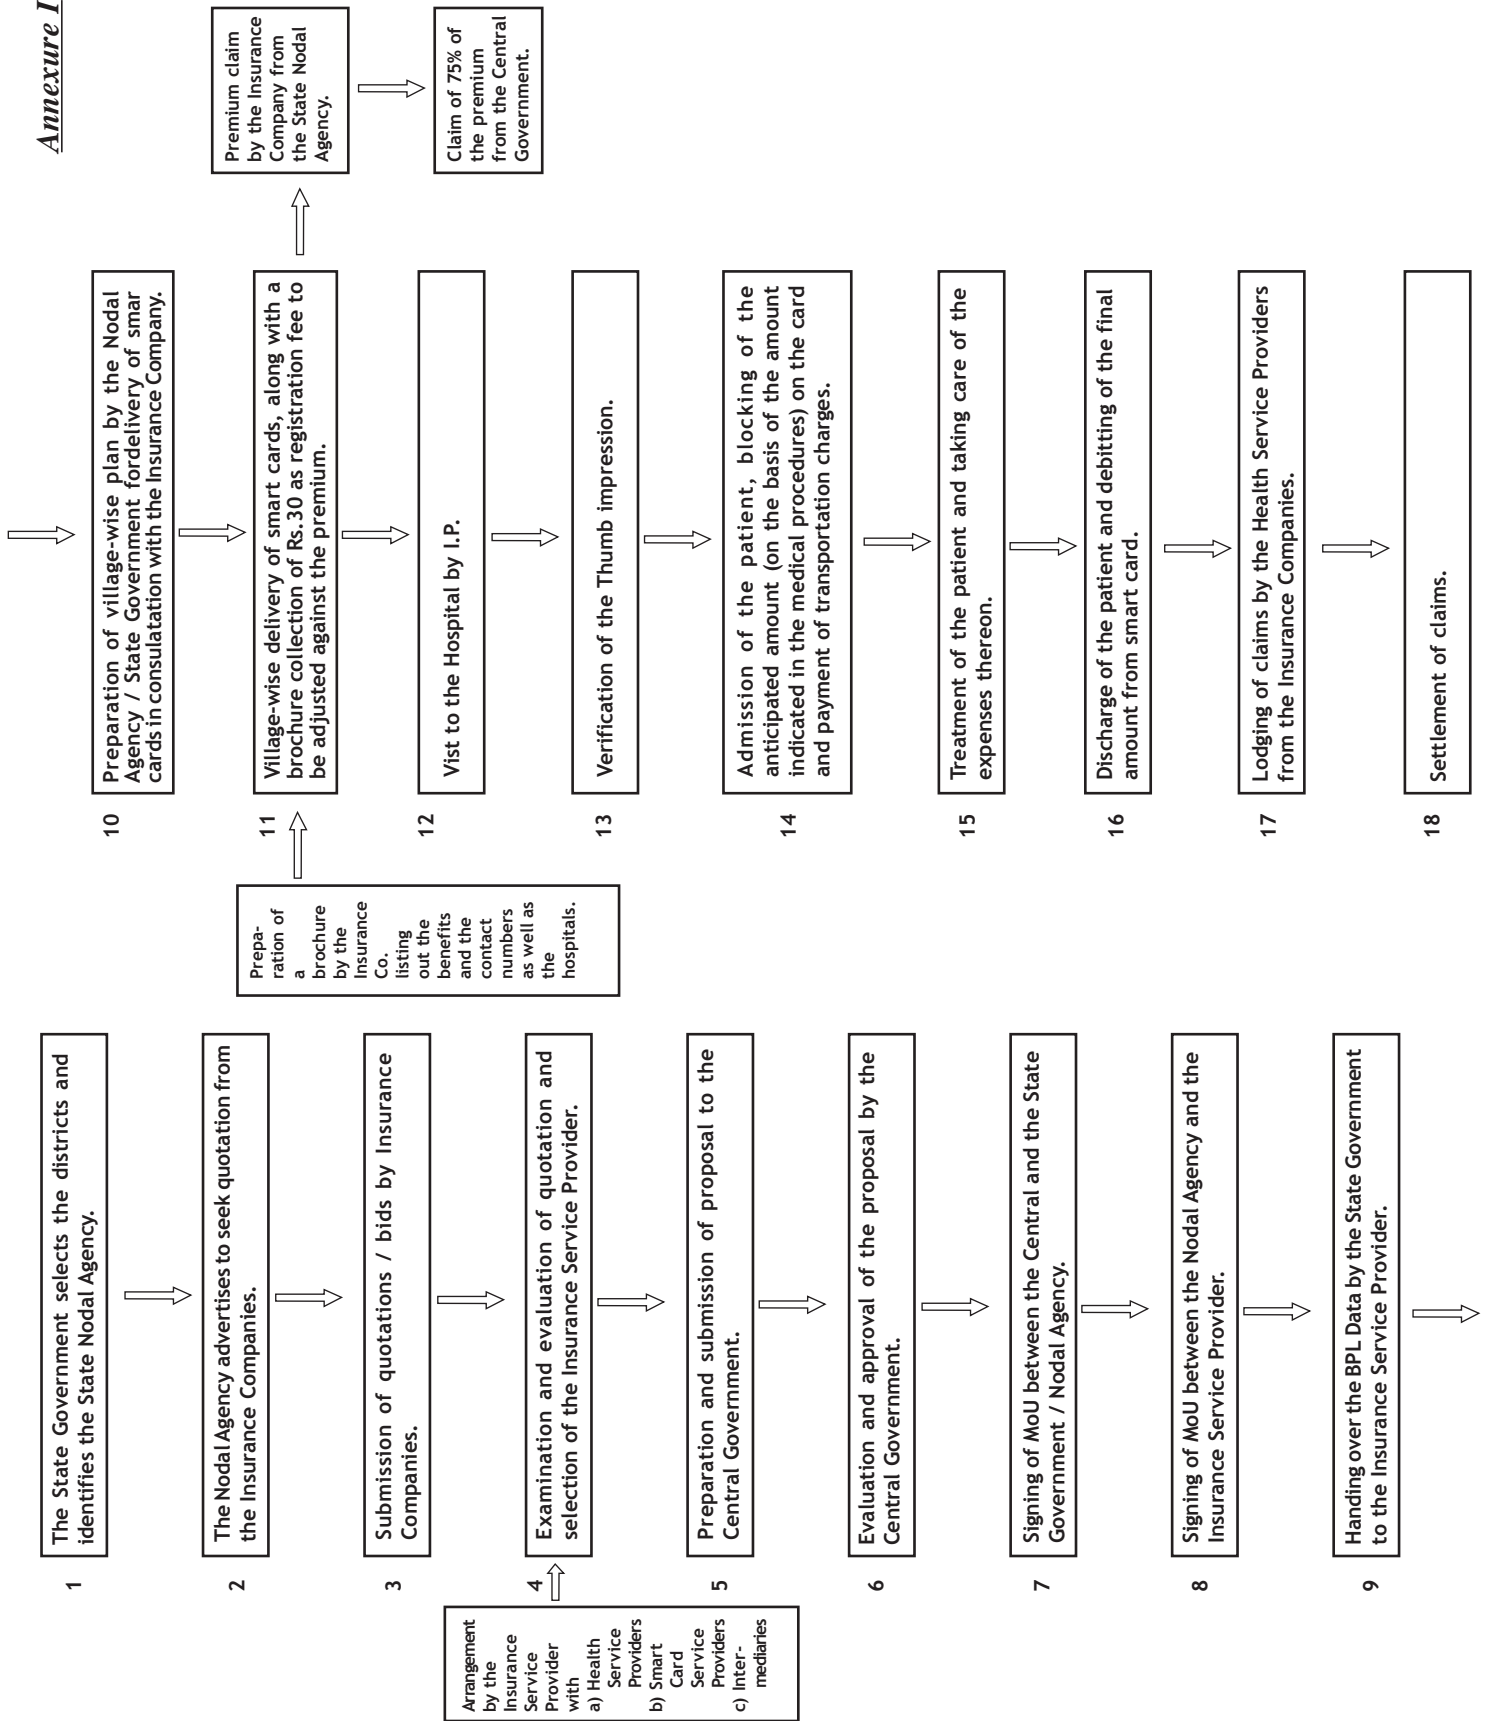 Annexure I
1
The State Government selects the districts and
identifies the State Nodal Agency.
2
The Nodal Agency advertises to seek quotation from
the Insurance Companies.
3
Submission of quotations / bids by Insurance
Companies.
Arrangement
by the
Insurance
Service
Provider
with
a) Health
Service
Providers
b) Smart
Card
Service
Providers
c) Inter-
mediaries
4
Examination and evaluation of quotation and
selection of the Insurance Service Provider.
5
Preparation and submission of proposal to the
Central Government.
6
Evaluation and approval of the proposal by the
Central Government.
7
Signing of MoU between the Central and the State
Government / Nodal Agency.
8
Signing of MoU between the Nodal Agency and the
Insurance Service Provider.
9
Handing over the BPL Data by the State Government
to the Insurance Service Provider.
10
Preparation of village-wise plan by the Nodal
Agency / State Government fordelivery of smar
cards in consulatation with the Insurance Company.
Prepa-
ration of
a
brochure
by the
Insurance
Co.
listing
out the
benefits
and the
contact
numbers
as well as
the
hospitals.
11
Village-wise delivery of smart cards, along with a
brochure collection of Rs.30 as registration fee to
be adjusted against the premium.
Premium claim
by the Insurance
Company from
the State Nodal
Agency.
Claim of 75% of
the premium
from the Central
Government.
12
Vist to the Hospital by I.P.
13
Verification of the Thumb impression.
14
Admission of the patient, blocking of the
anticipated amount (on the basis of the amount
indicated in the medical procedures) on the card
and payment of transportation charges.
15
Treatment of the patient and taking care of the
expenses thereon.
16
Discharge of the patient and debitting of the final
amount from smart card.
17
Lodging of claims by the Health Service Providers
from the Insurance Companies.
18
Settlement of claims.